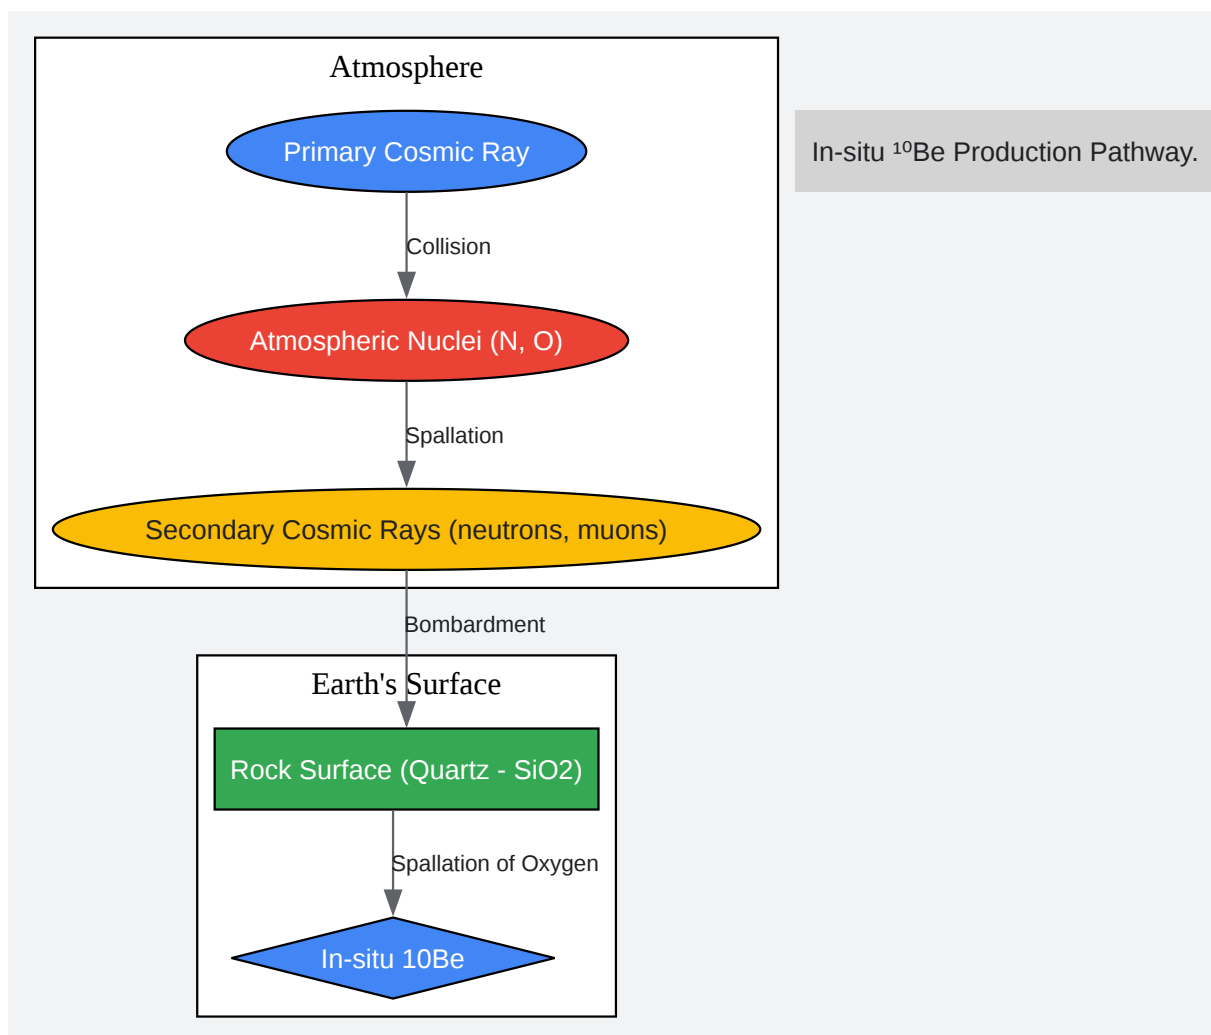 Atmosphere
Primary Cosmic Ray
In-situ ¹⁰Be Production Pathway.
Collision
Atmospheric Nuclei (N, O)
Spallation
Secondary Cosmic Rays (neutrons, muons)
Bombardment
Earth's Surface
Rock Surface (Quartz - SiO2)
Spallation of Oxygen
In-situ 10Be